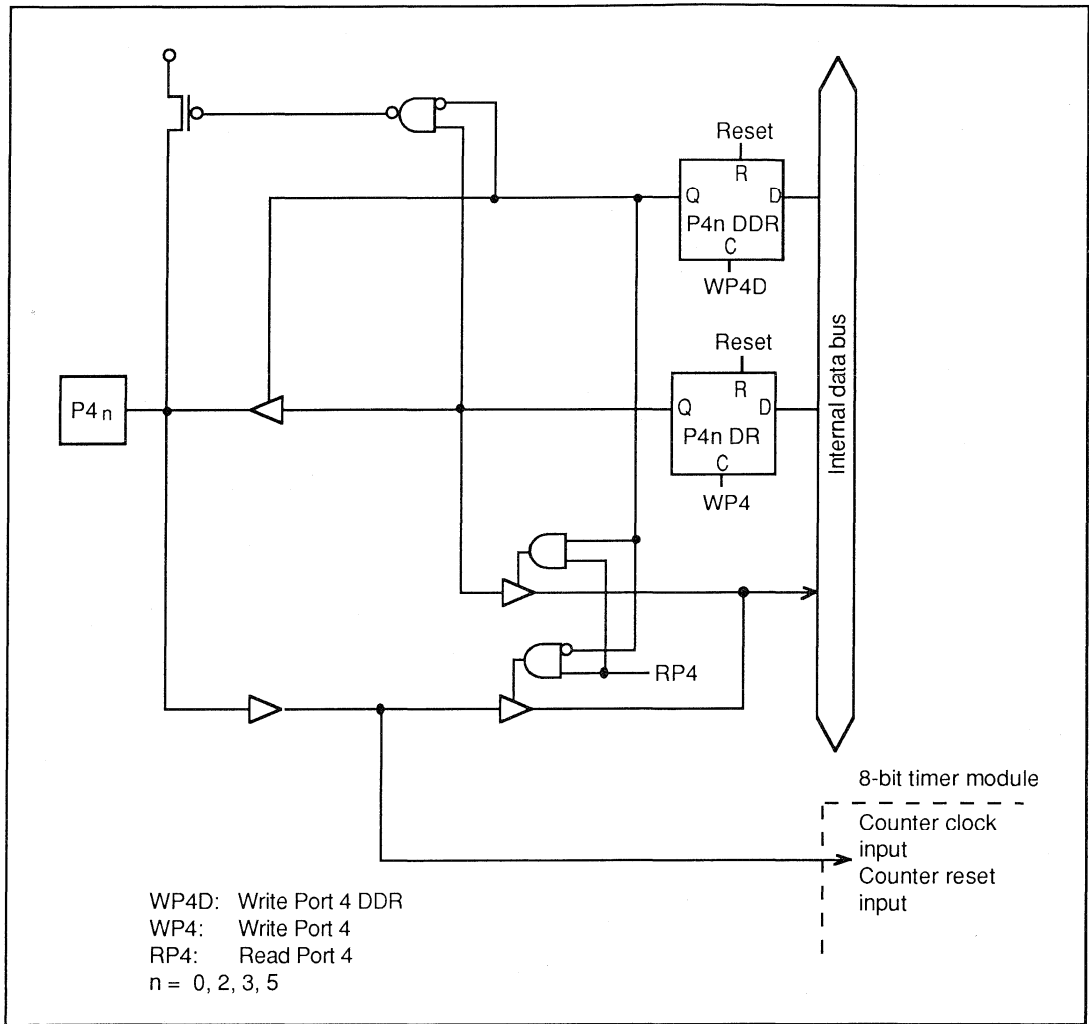 Reset
R
Q D
P4n DDR
C
WP4D
Reset
R
P4n
Q D
P4n DR
C
WP4
Internal data bus
RP4
8-bit timer module
Counter clock
input
Counter reset
input
WP4D: Write Port 4 DDR
WP4: Write Port 4
RP4: Read Port 4
n = 0, 2, 3, 5